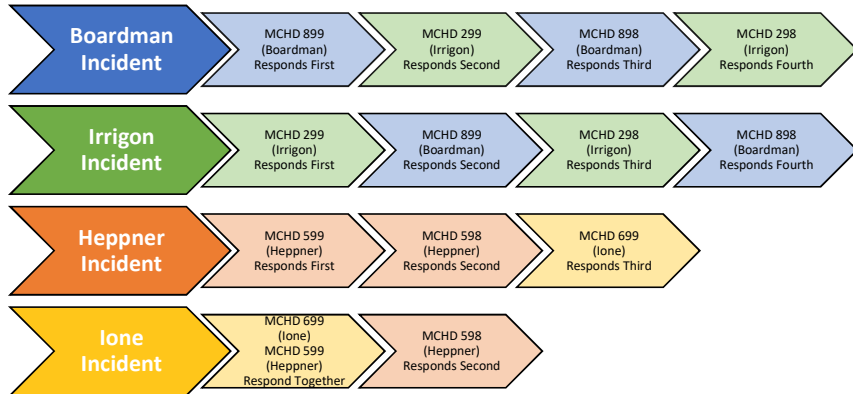 Boardman
Incident
MCHD 899
(Boardman)
Responds First
MCHD 299
(Irrigon)
Responds Second
MCHD 898
(Boardman)
Responds Third
MCHD 298
(Irrigon)
Responds Fourth
Irrigon
Incident
MCHD 299
(Irrigon)
Responds First
MCHD 899
(Boardman)
Responds Second
MCHD 298
(Irrigon)
Responds Third
MCHD 898
(Boardman)
Responds Fourth
Heppner
Incident
MCHD 599
(Heppner)
Responds First
MCHD 598
(Heppner)
Responds Second
MCHD 699
(Ione)
Responds Third
Ione
Incident
MCHD 699
(Ione)
MCHD 599
(Heppner)
Respond Together
MCHD 598
(Heppner)
Responds Second